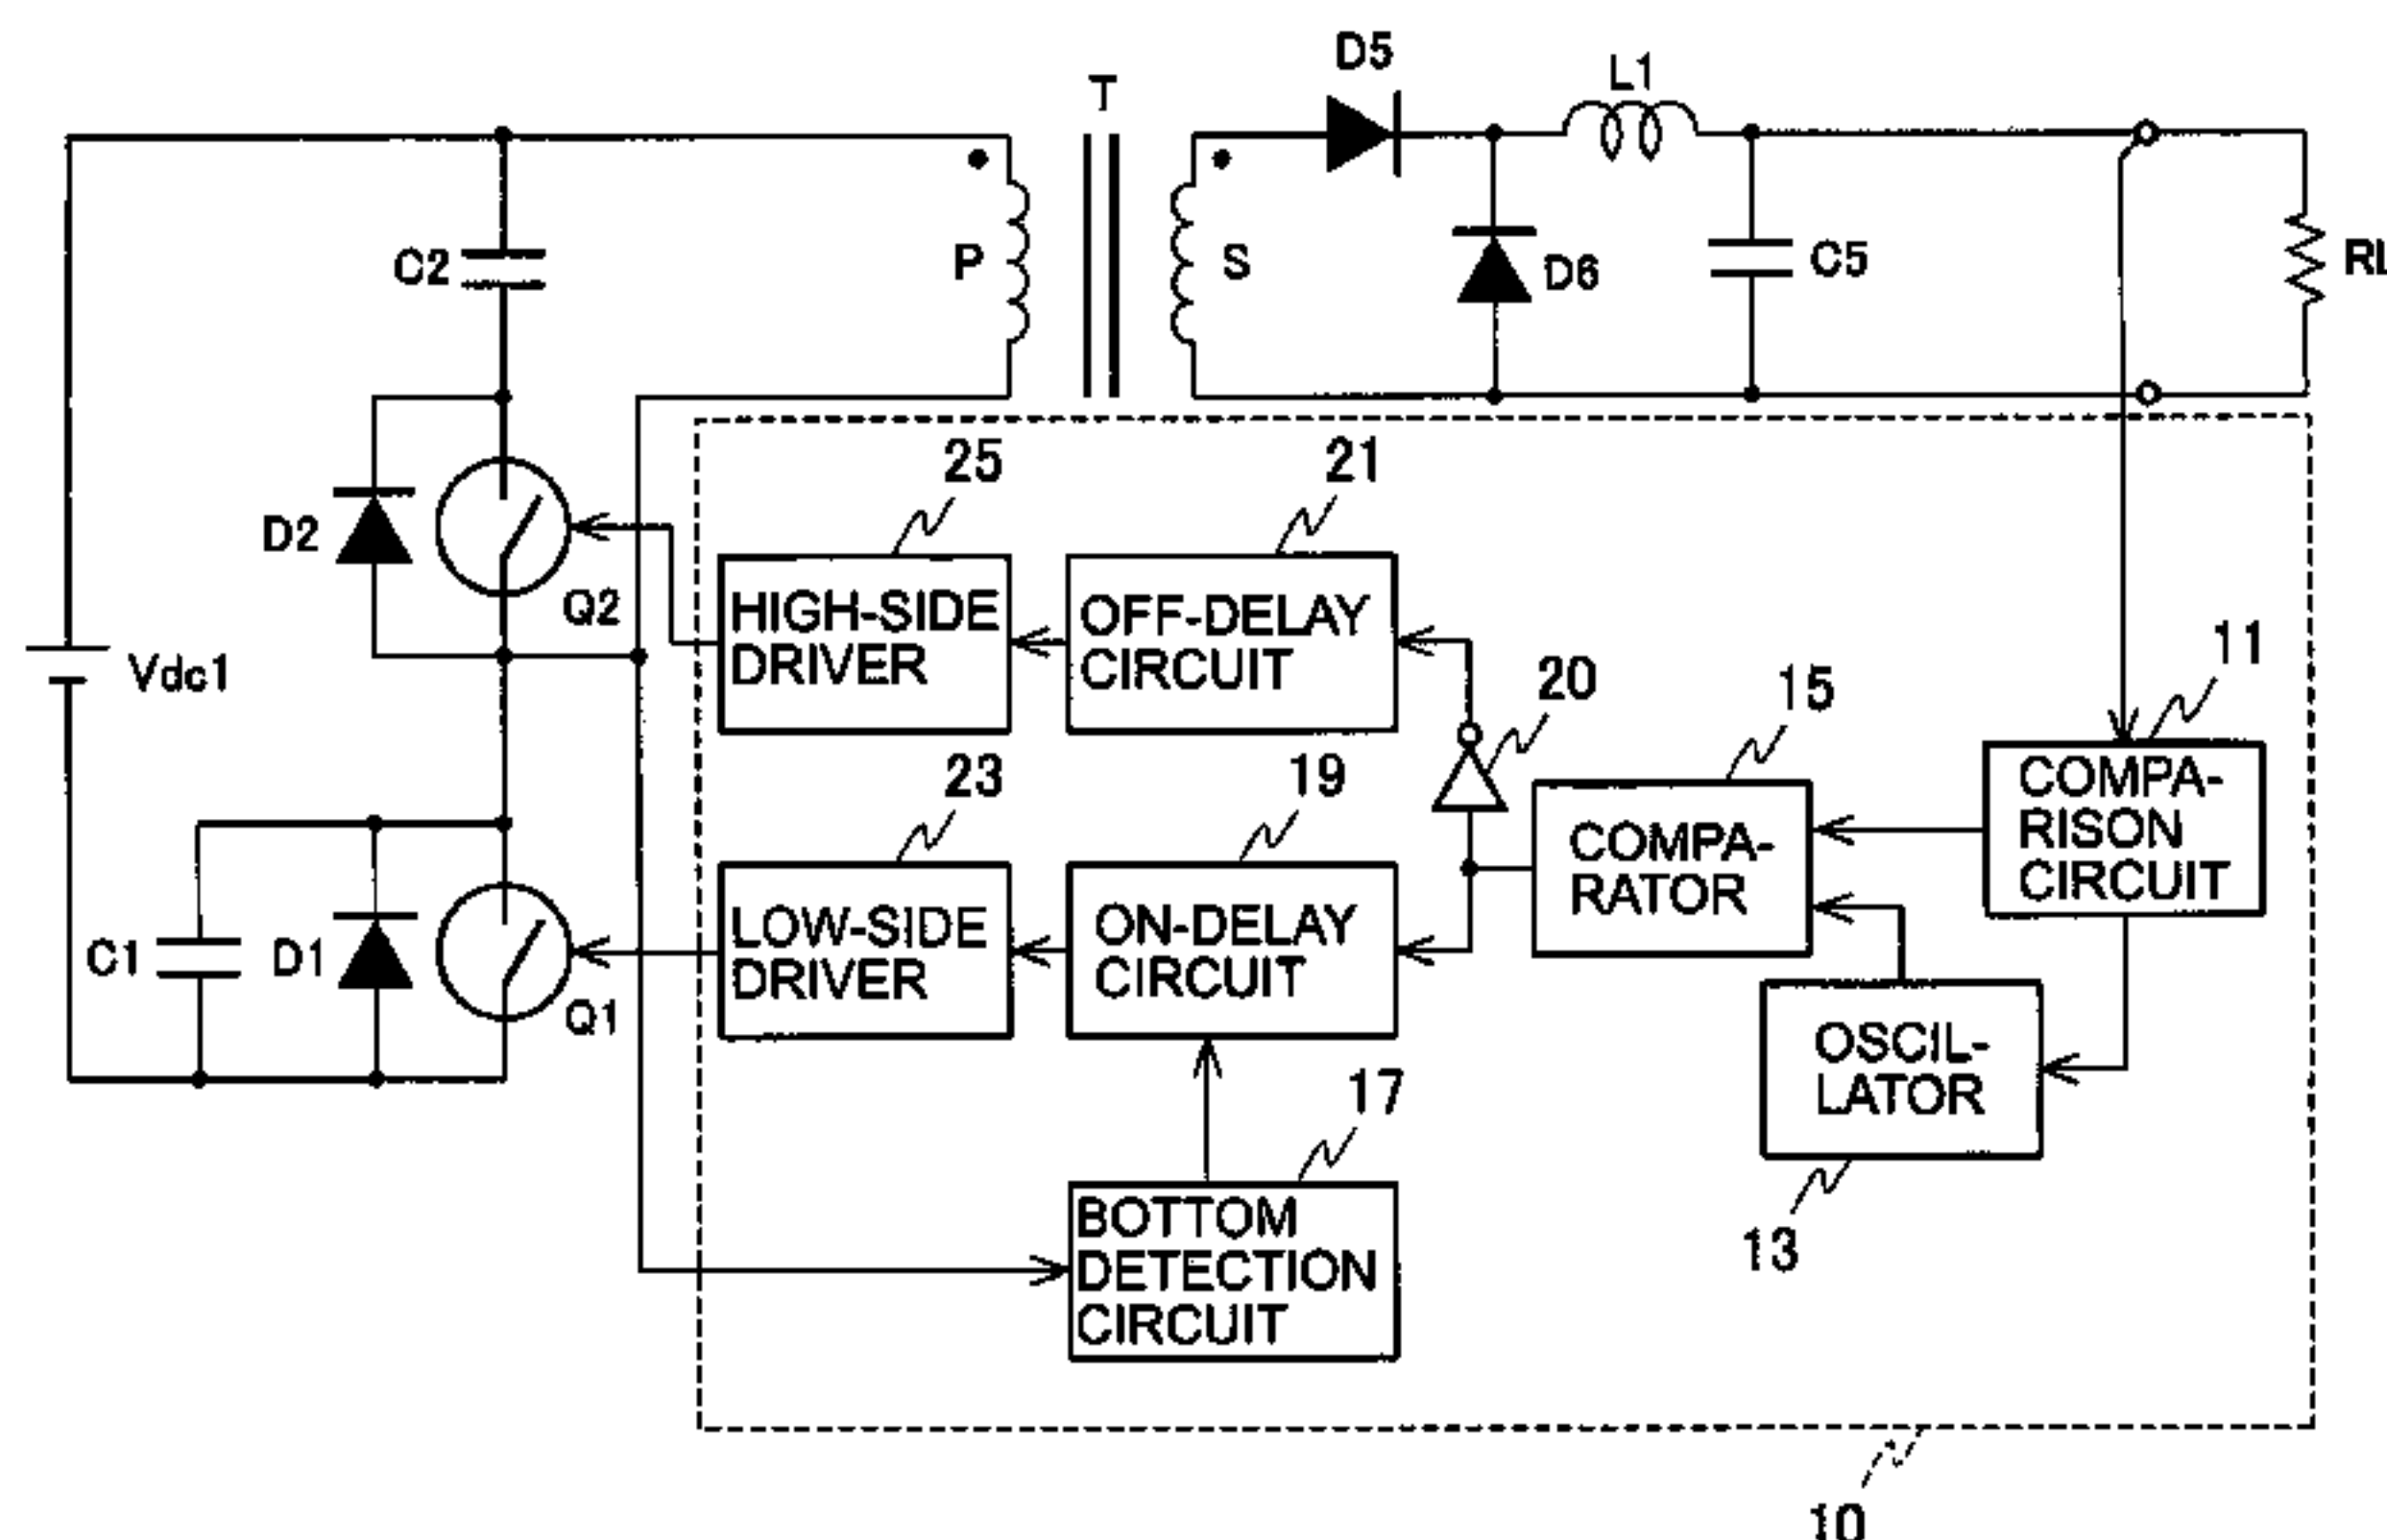 D5
T
L1
C2
P
S
D6
C5
RL
25
21
D2
Q2
HIGH-SIDE
DRIVER
OFF-DELAY
CIRCUIT
11
Vdc1
20
15
23
19
COMPA-
RISON
CIRCUIT
COMPA-
RATOR
C1
D1
Q1
LOW-SIDE
DRIVER
ON-DELAY
CIRCUIT
OSCIL-
LATOR
17
BOTTOM
DETECTION
CIRCUIT
13
10